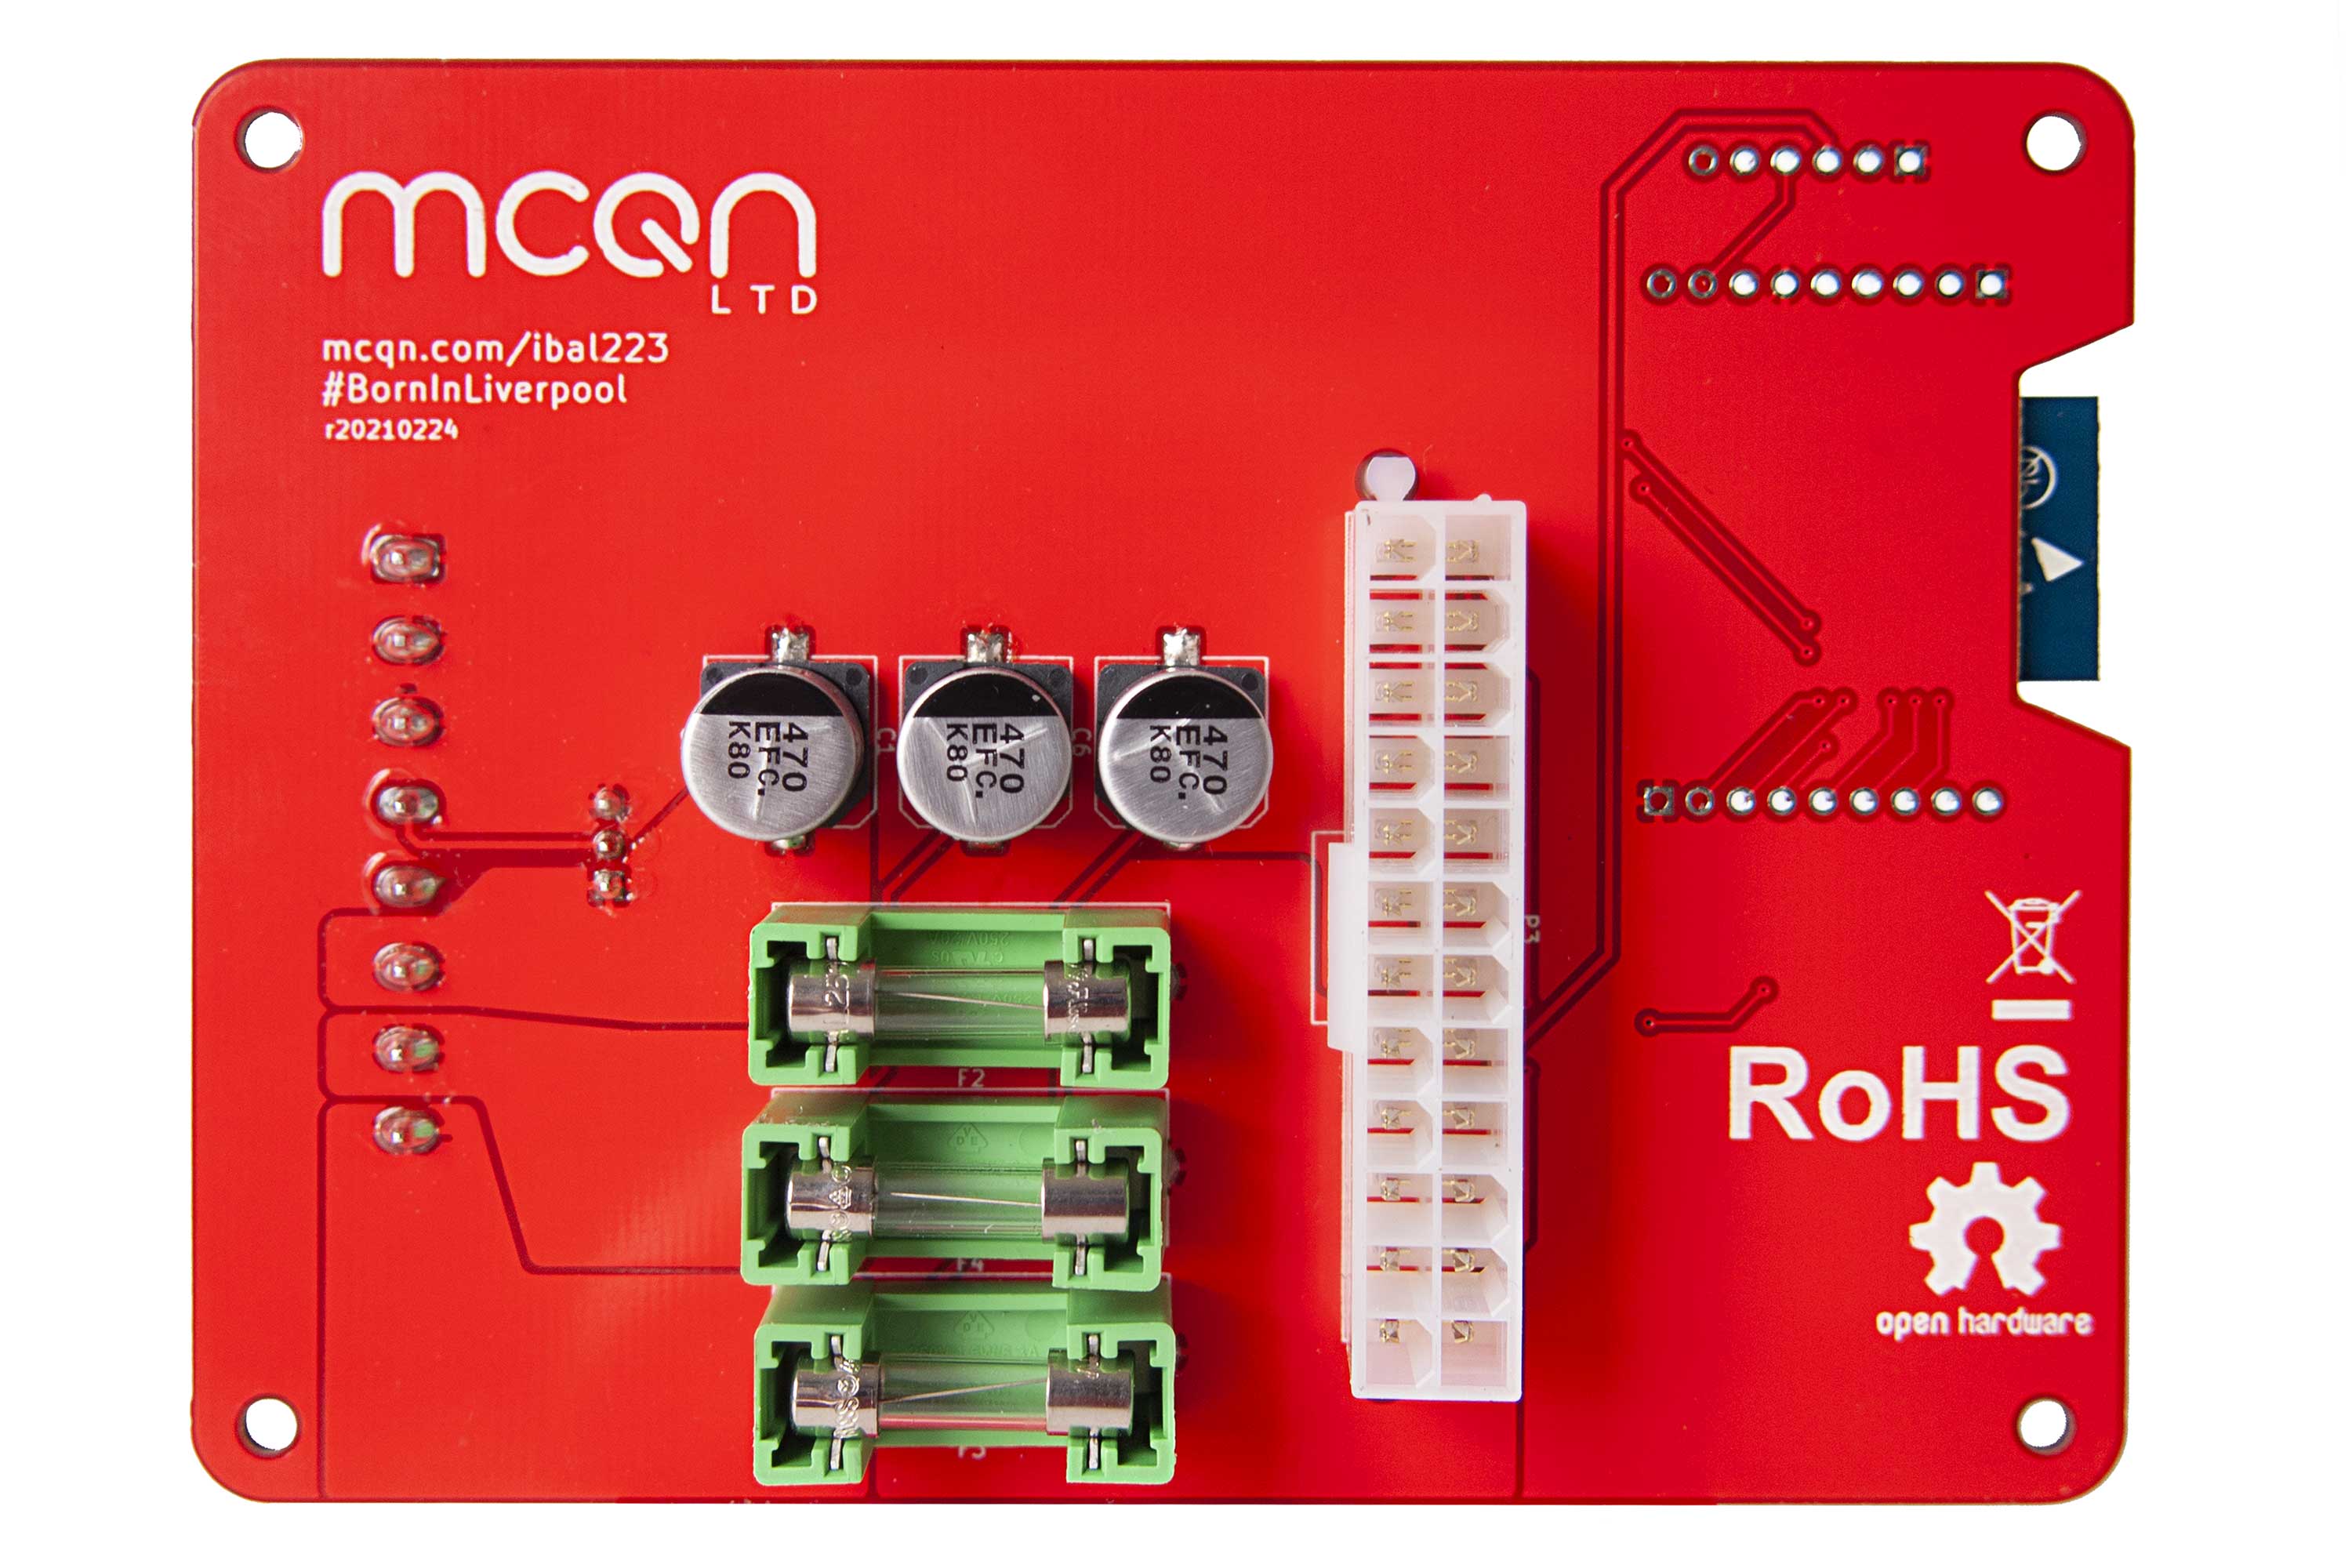 mcqn
LTD
mcqn.com/ibal223
#BornInLiverpool
r20210224
470
EFC.
K80
C1
470
EFC.
K80
C6
470
EFC.
K80
P3
F2
F4
RoHS
open hardware